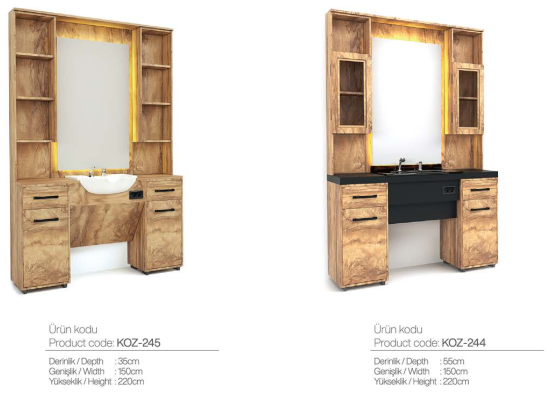 Ürün kodu
Product code: KOZ-245
Derinlik / Depth : 35cm
Genişlik / Width : 150cm
Yükseklik / Height : 220cm
Ürün kodu
Product code: KOZ-244
Derinlik / Depth : 55cm
Genişlik / Width : 150cm
Yükseklik / Height : 220cm